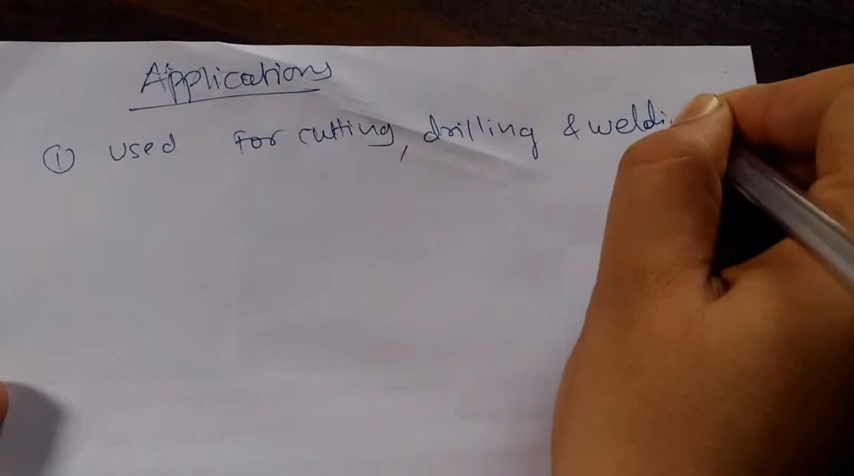 Applications
① used for cutting, drilling & weldi